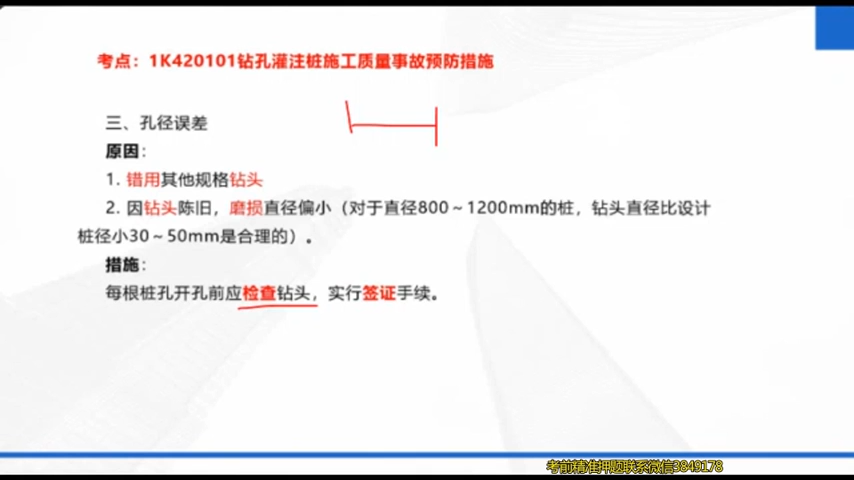 考点：1K420101钻孔灌注桩施工质量事故预防措施
三、孔径误差
原因：
1. 错用其他规格钻头
2. 因钻头陈旧，磨损直径偏小（对于直径800～1200mm的桩，钻头直径比设计
桩径小30～50mm是合理的）。
措施：
每根桩孔开孔前应检查钻头，实行签证手续。
考前精准押题联系微信3849178